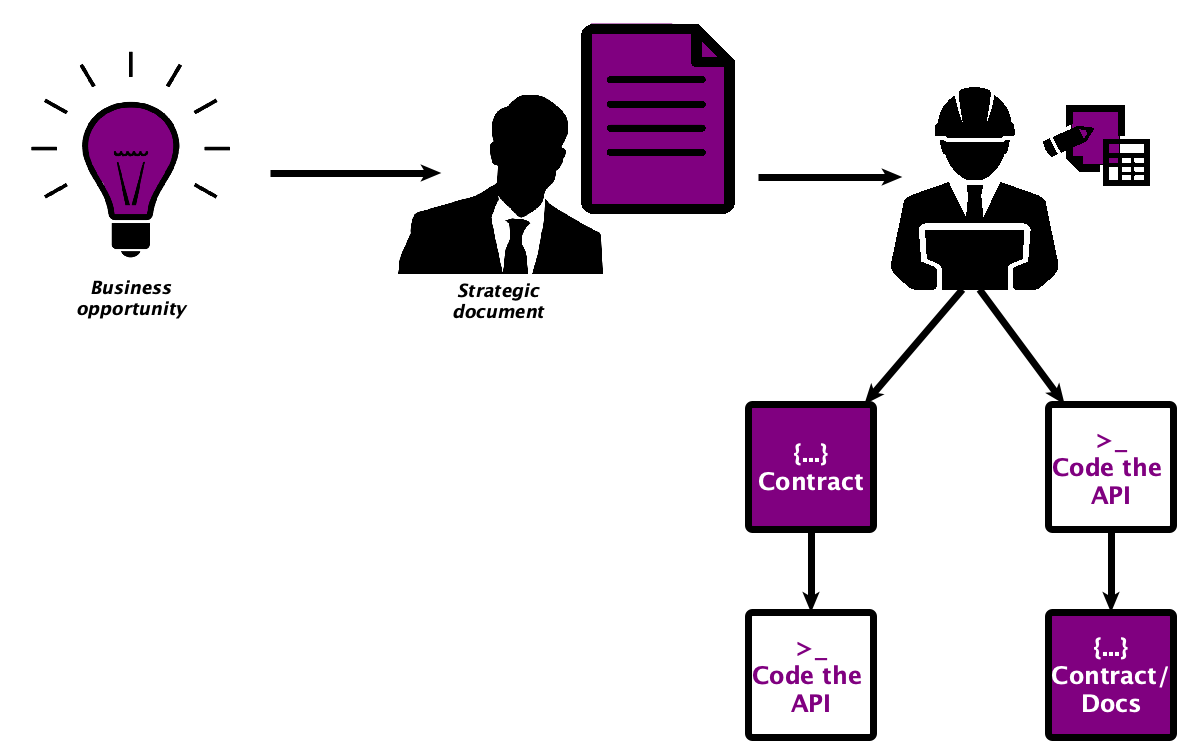 Business
opportunity
Strategic
document
{...}
Contract
>_
Code the
API
>_
Code the
API
{...}
Contract/
Docs